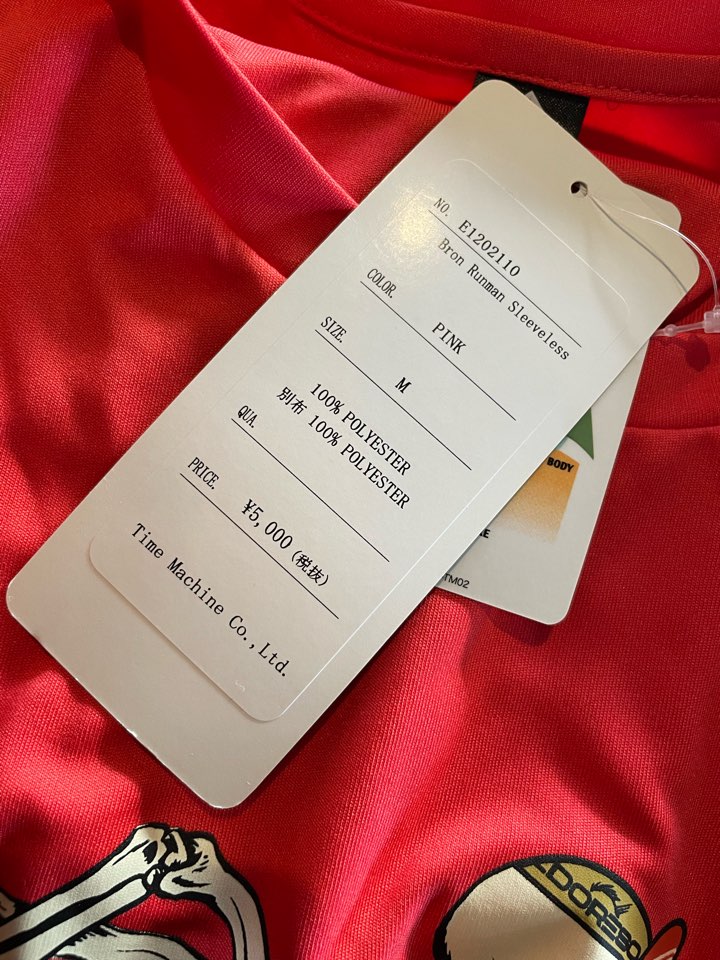 NO. E1202110
Bron Runman Sleeveless
COLOR. PINK
SIZE. M
100% POLYESTER
別布 100% POLYESTER
QUA.
PRICE. ¥5,000(税抜)
Time Machine Co.,Ltd.
BODY
TM02